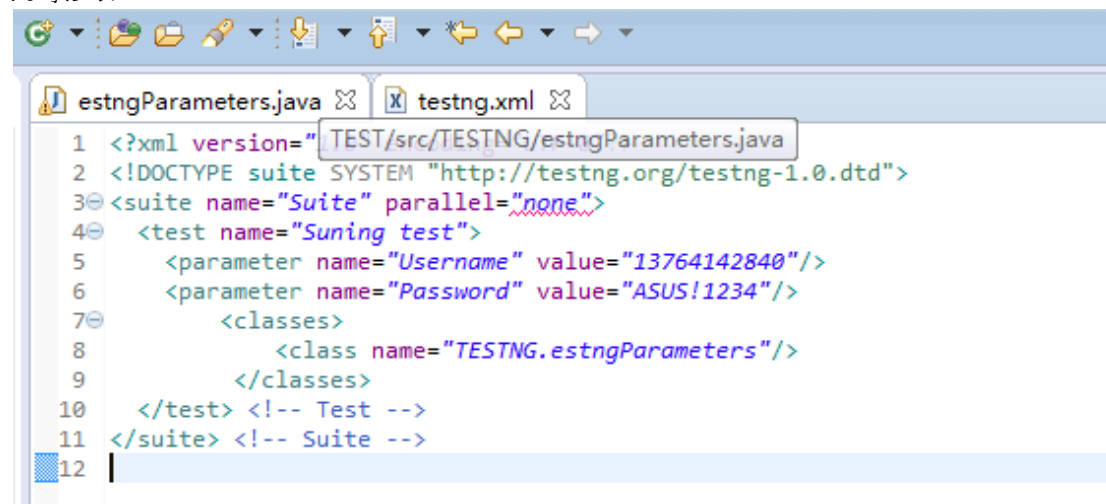 estngParameters.java testng.xml
TEST/src/TESTNG/estngParameters.java
1 <?xml version="
2 <!DOCTYPE suite SYSTEM "http://testng.org/testng-1.0.dtd">
3 <suite name="Suite" parallel="none">
4 <test name="Suning test">
5 <parameter name="Username" value="13764142840"/>
6 <parameter name="Password" value="ASUS!1234"/>
7 <classes>
8 <class name="TESTNG.estngParameters"/>
9 </classes>
10 </test> <!-- Test -->
11 </suite> <!-- Suite -->
12